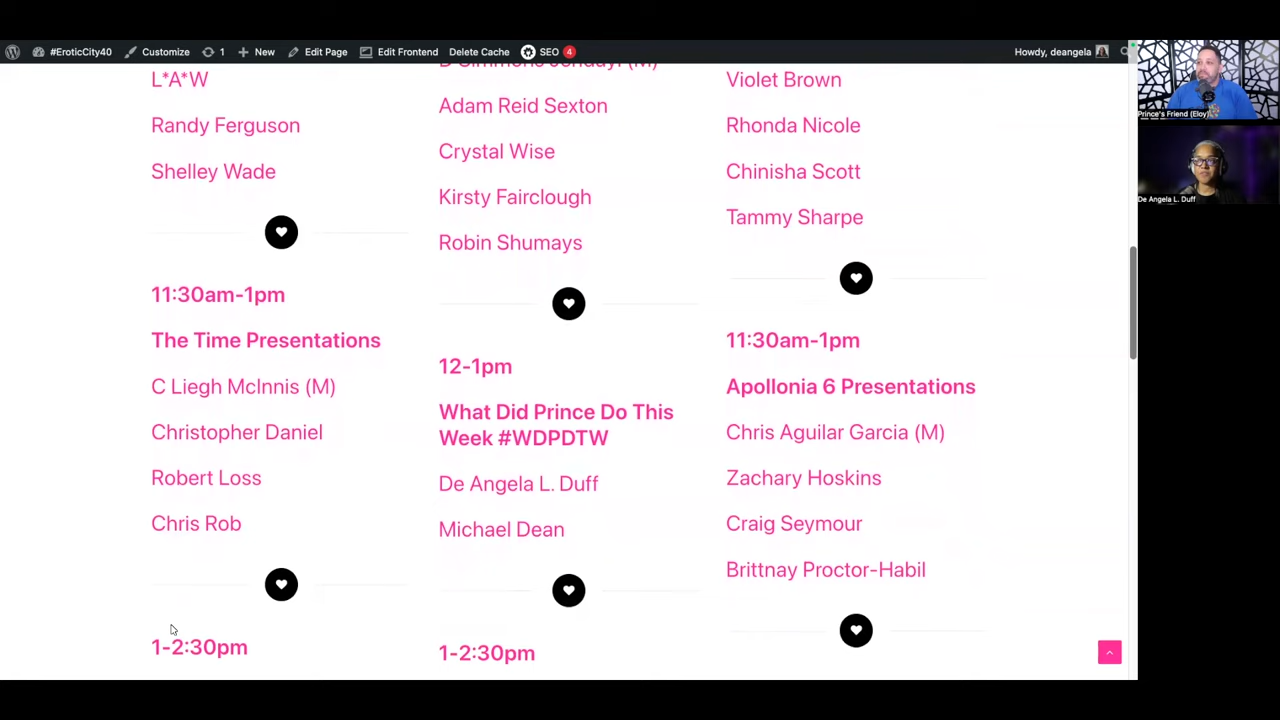 #EroticCity40
Customize
1
New
Edit Page
Edit Frontend
Delete Cache
SEO
4
Howdy, deangela
L*A*W
Randy Ferguson
Shelley Wade
11:30am-1pm
The Time Presentations
C Liegh McInnis (M)
Christopher Daniel
Robert Loss
Chris Rob
1-2:30pm
D Simmons Jendayi (M)
Adam Reid Sexton
Crystal Wise
Kirsty Fairclough
Robin Shumays
12-1pm
What Did Prince Do This
Week #WDPDTW
De Angela L. Duff
Michael Dean
1-2:30pm
Violet Brown
Rhonda Nicole
Chinisha Scott
Tammy Sharpe
11:30am-1pm
Apollonia 6 Presentations
Chris Aguilar Garcia (M)
Zachary Hoskins
Craig Seymour
Brittnay Proctor-Habil
Prince's Friend (Eloy)
De Angela L. Duff